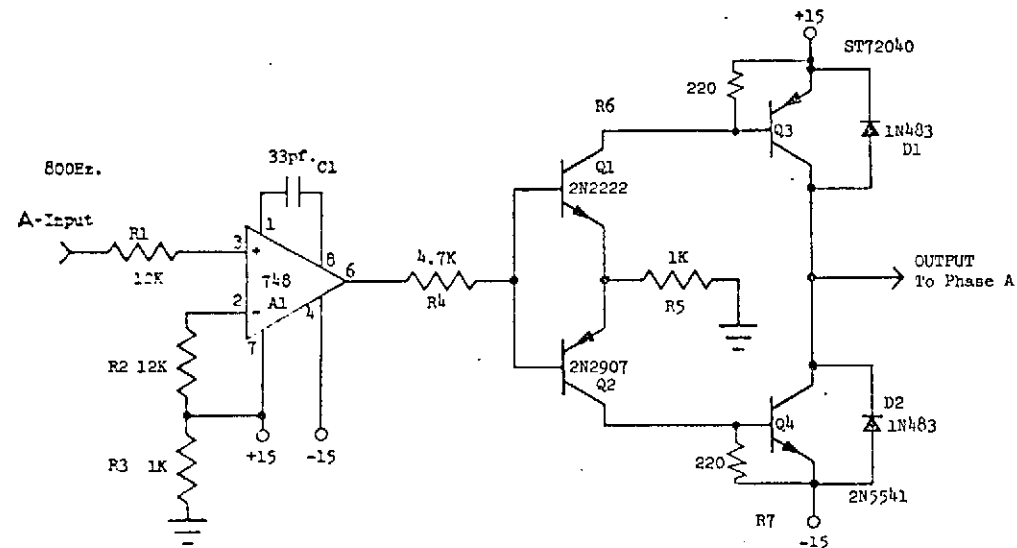 +15
ST72040
220
R6
Q3
1N483
D1
33pf.
C1
800Hz.
Q1
2N2222
A-Input
1
R1
3
+
8
12K
748
6
4.7K
1K
OUTPUT
To Phase A
2
-
A1
4
R4
R5
7
2N2907
R2
12K
Q2
D2
Q4
1N483
+15
-15
R3
1K
220
2N5541
R7
-15